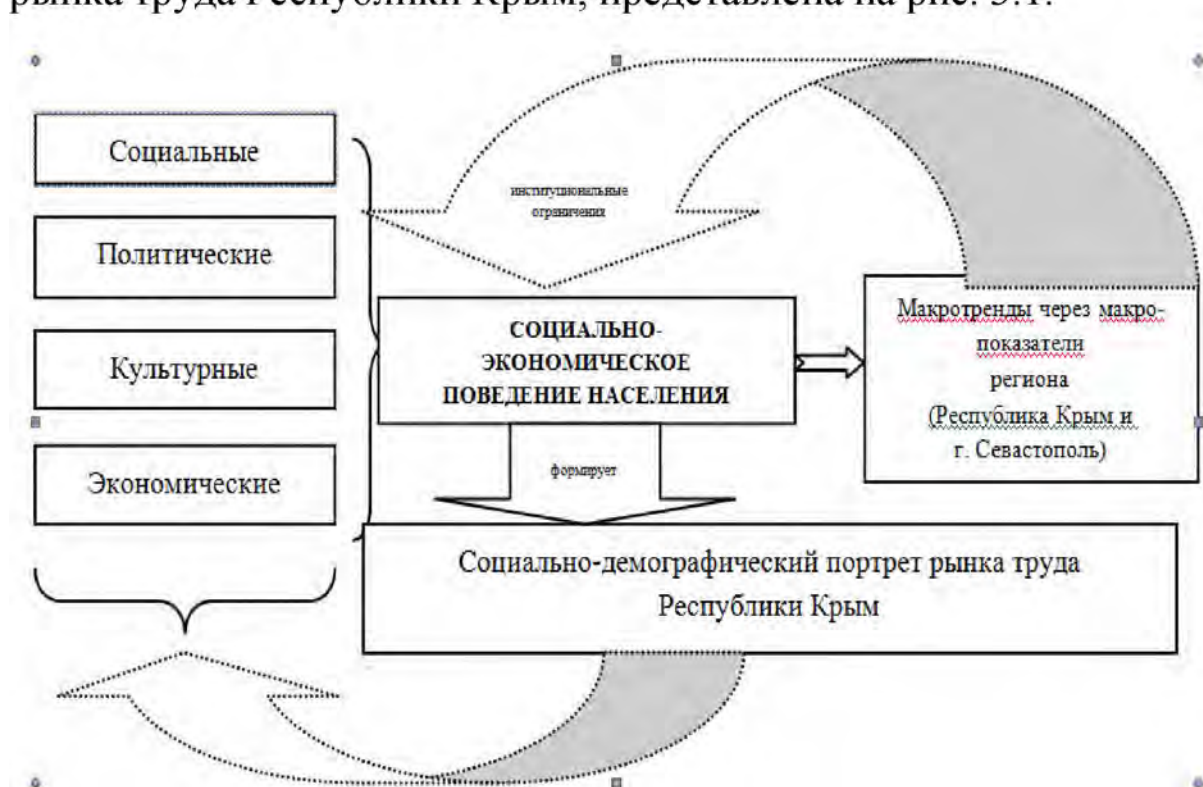 рынка труда Республики Крым, представлена на рис. 3.1.
Социальные
Политические
Культурные
Экономические
институциональные
ограничения
СОЦИАЛЬНО-
ЭКОНОМИЧЕСКОЕ
ПОВЕДЕНИЕ НАСЕЛЕНИЯ
Макротренды через макро-
показатели
региона
(Республика Крым и
г. Севастополь)
формирует
Социально-демографический портрет рынка труда
Республики Крым